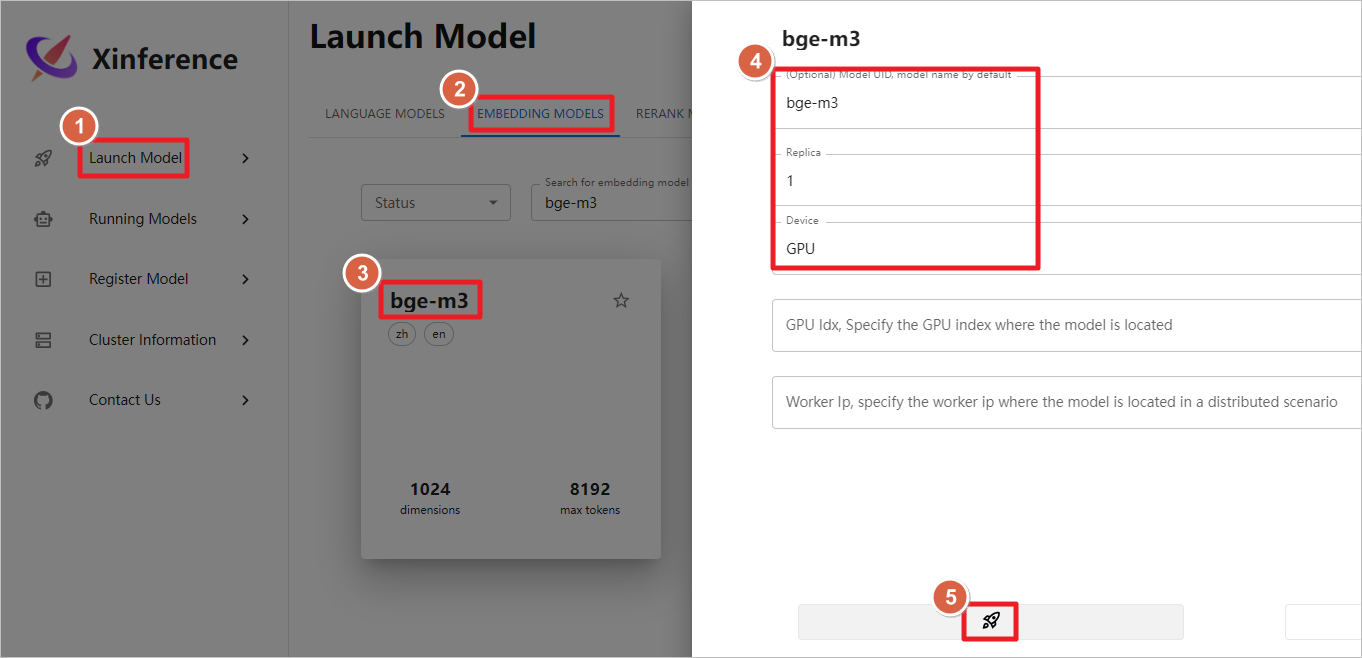 Xinference
1
Launch Model
Running Models
Register Model
Cluster Information
Contact Us
Launch Model
2
LANGUAGE MODELS
EMBEDDING MODELS
RERANK
Status
Search for embedding model
bge-m3
3
bge-m3
zh
en
1024
dimensions
8192
max tokens
bge-m3
4
(Optional) Model UID, model name by default
bge-m3
Replica
1
Device
GPU
GPU Idx, Specify the GPU index where the model is located
Worker Ip, specify the worker ip where the model is located in a distributed scenario
5